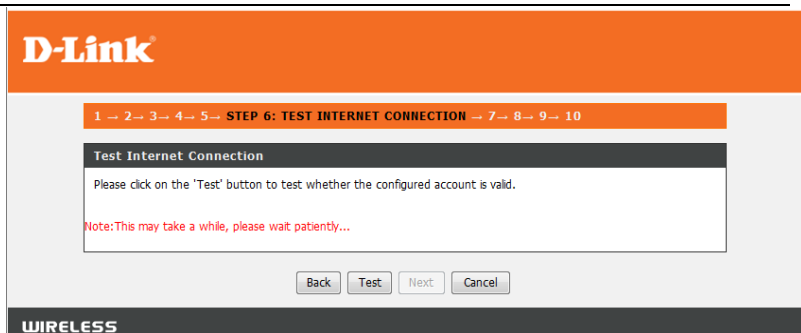 D-Link
1 → 2→ 3→ 4→ 5→ STEP 6: TEST INTERNET CONNECTION → 7→ 8→ 9→ 10
Test Internet Connection
Please click on the 'Test' button to test whether the configured account is valid.
Note:This may take a while, please wait patiently...
Back Test Next Cancel
WIRELESS